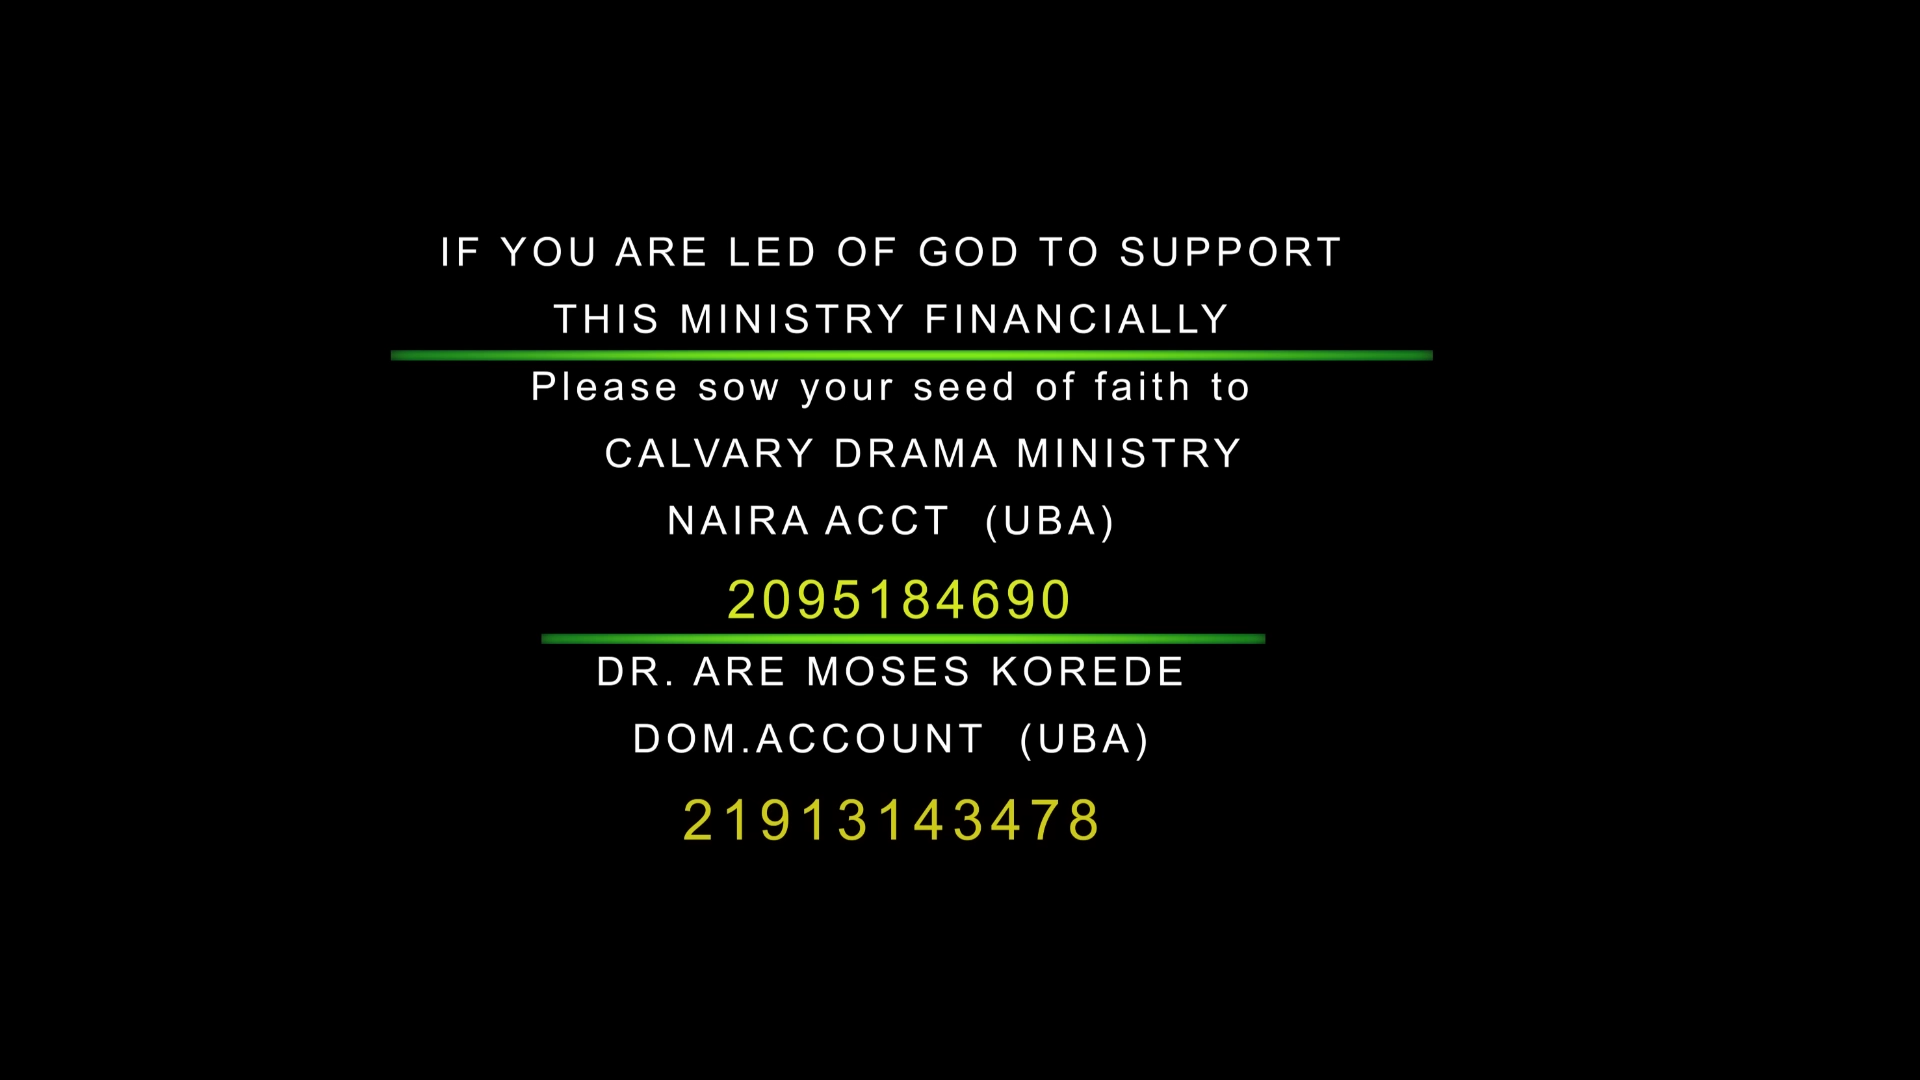 IF YOU ARE LED OF GOD TO SUPPORT
THIS MINISTRY FINANCIALLY
Please sow your seed of faith to
CALVARY DRAMA MINISTRY
NAIRA ACCT (UBA)
2095184690
DR. ARE MOSES KOREDE
DOM.ACCOUNT (UBA)
21913143478